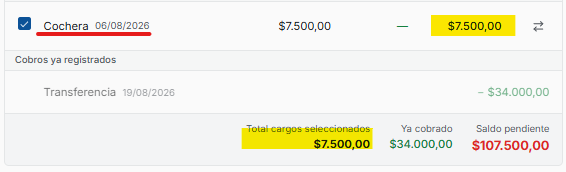 Cochera 06/08/2026 $7.500,00 — $7.500,00
Cobros ya registrados
Transferencia 19/08/2026 − $34.000,00
Total cargos seleccionados Ya cobrado Saldo pendiente
$7.500,00 $34.000,00 $107.500,00